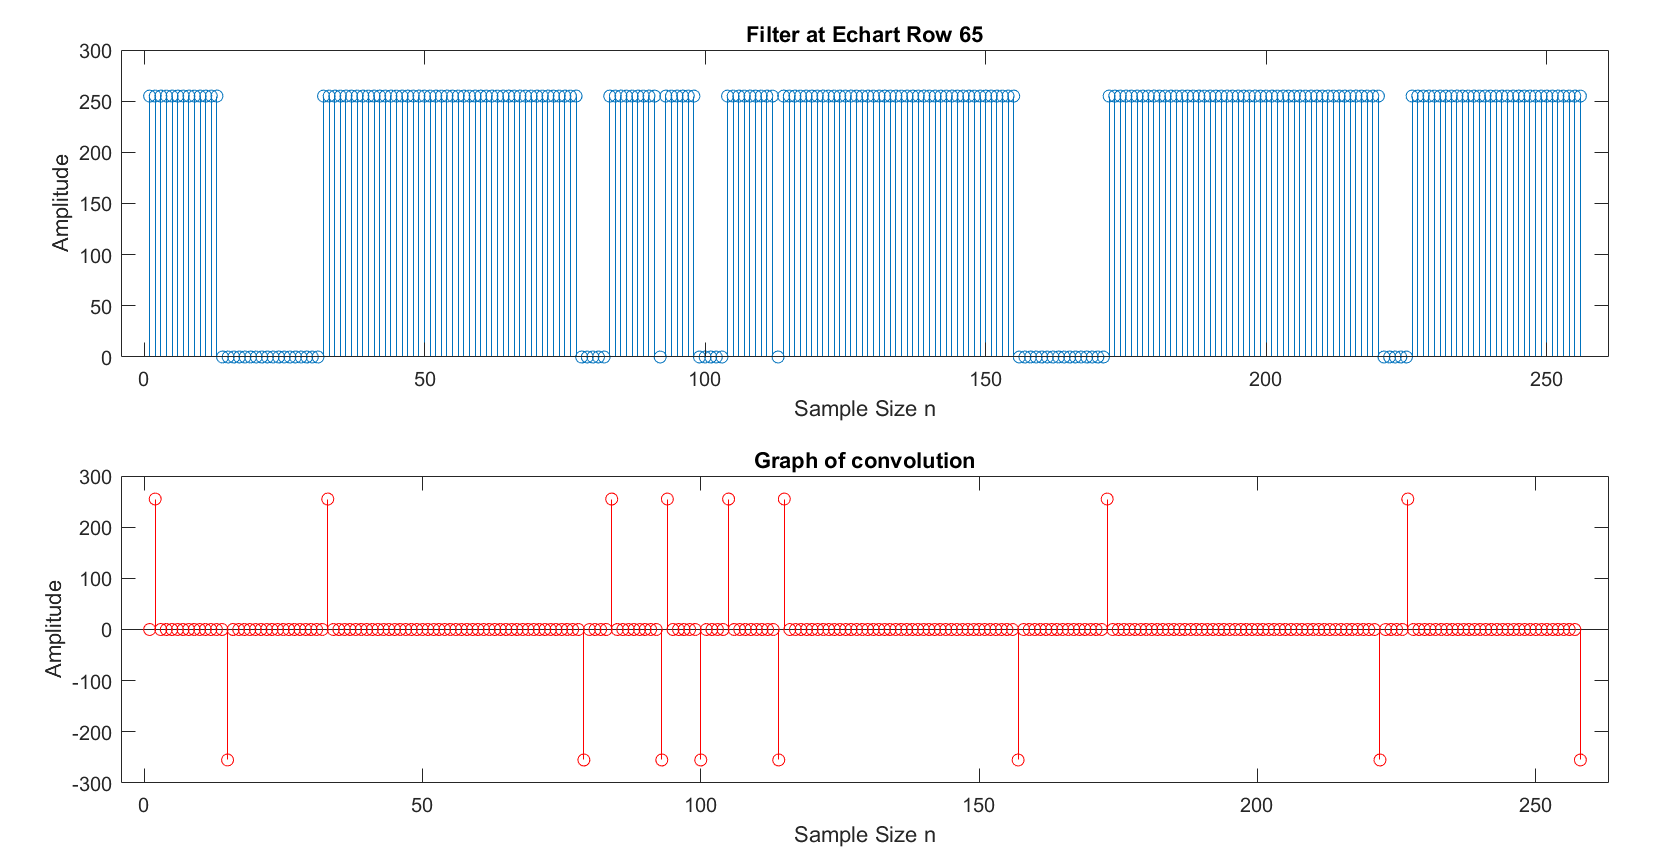 Filter at Echart Row 65
300
250
200
150
100
50
0
Amplitude
0 50 100 150 200 250
Sample Size n
Graph of convolution
300
200
100
0
-100
-200
-300
Amplitude
0 50 100 150 200 250
Sample Size n